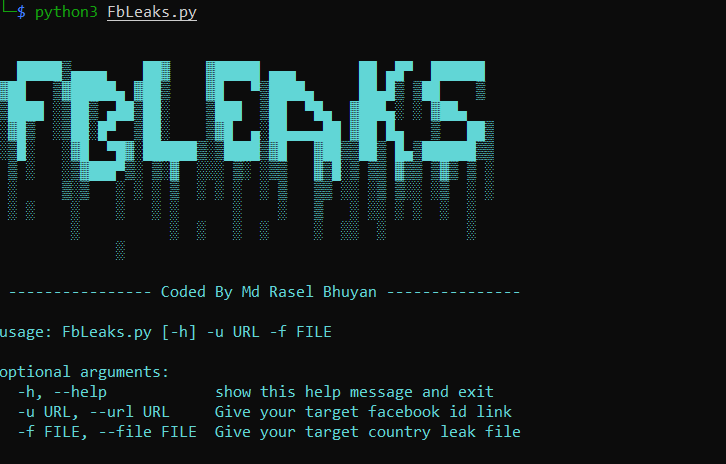 └─$ python3 FbLeaks.py
FBLEAKS
---------------- Coded By Md Rasel Bhuyan ---------------
usage: FbLeaks.py [-h] -u URL -f FILE
optional arguments:
-h, --help show this help message and exit
-u URL, --url URL Give your target facebook id link
-f FILE, --file FILE Give your target country leak file